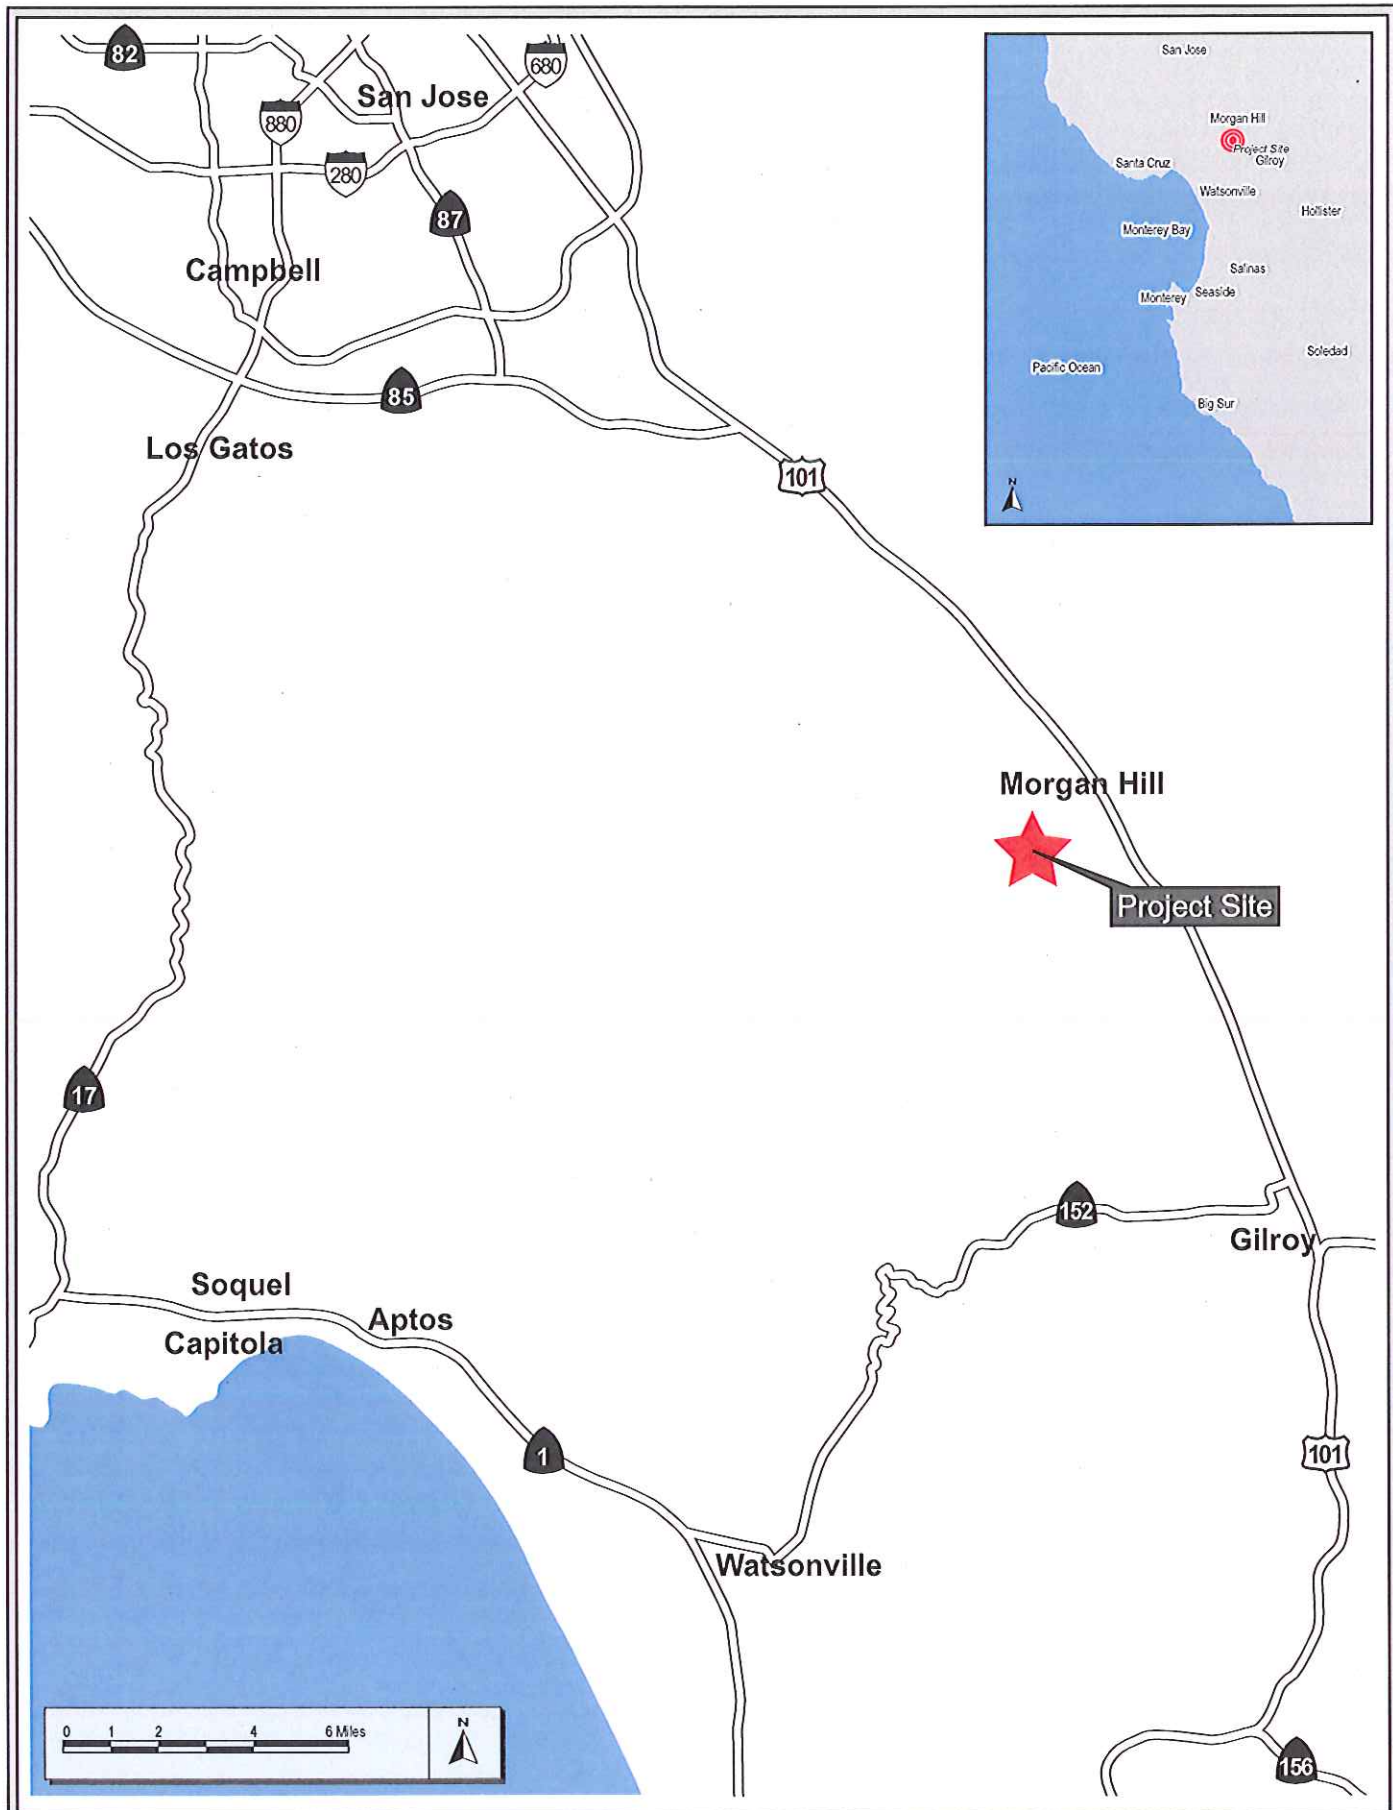 82
680
San Jose
880
280
87
Campbell
85
Los Gatos
101
San Jose
Morgan Hill
Project Site
Gilroy
Santa Cruz
Watsonville
Hollister
Monterey Bay
Salinas
Seaside
Monterey
Soledad
Pacific Ocean
Big Sur
N
Morgan Hill
Project Site
17
152
Gilroy
Soquel
Aptos
Capitola
1
101
Watsonville
0 1 2 4 6 Miles
N
156